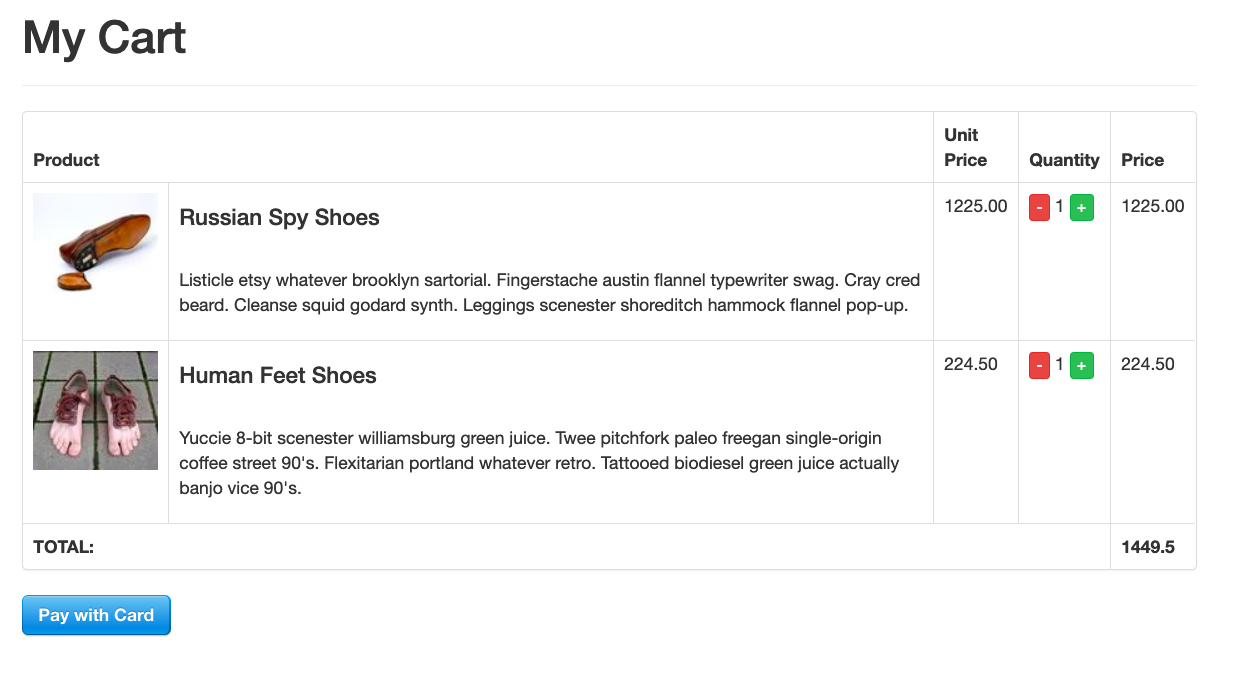 My Cart
Product
Unit
Price
Quantity
Price
Russian Spy Shoes
1225.00
- 1 +
1225.00
Listicle etsy whatever brooklyn sartorial. Fingerstache austin flannel typewriter swag. Cray cred
beard. Cleanse squid godard synth. Leggings scenester shoreditch hammock flannel pop-up.
Human Feet Shoes
224.50
- 1 +
224.50
Yuccie 8-bit scenester williamsburg green juice. Twee pitchfork paleo freegan single-origin
coffee street 90's. Flexitarian portland whatever retro. Tattooed biodiesel green juice actually
banjo vice 90's.
TOTAL:
1449.5
Pay with Card